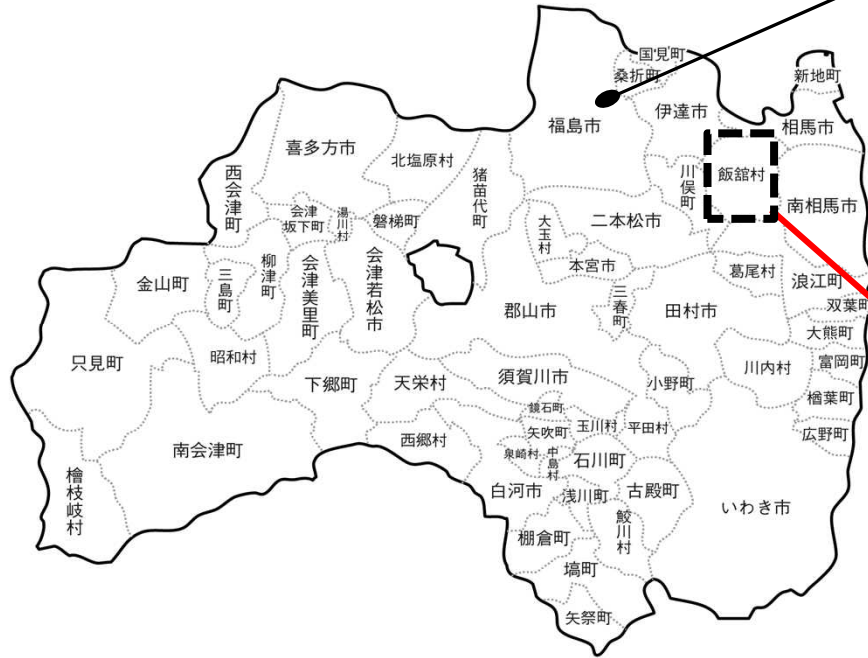 国見町
桑折町
新地町
福島市
伊達市
相馬市
喜多方市
北塩原村
猪苗代町
川俣町
飯舘村
南相馬市
西会津町
会津
坂下町
湯川村
磐梯町
大玉村
二本松市
本宮市
葛尾村
浪江町
双葉町
金山町
三島町
柳津町
会津美里町
会津若松市
郡山市
三春町
田村市
大熊町
只見町
昭和村
下郷町
天栄村
須賀川市
小野町
川内村
富岡町
楢葉町
鏡石町
矢吹町
玉川村
平田村
広野町
南会津町
西郷村
泉崎村
中島村
石川町
檜枝岐村
白河市
浅川町
古殿町
いわき市
棚倉町
鮫川村
塙町
矢祭町